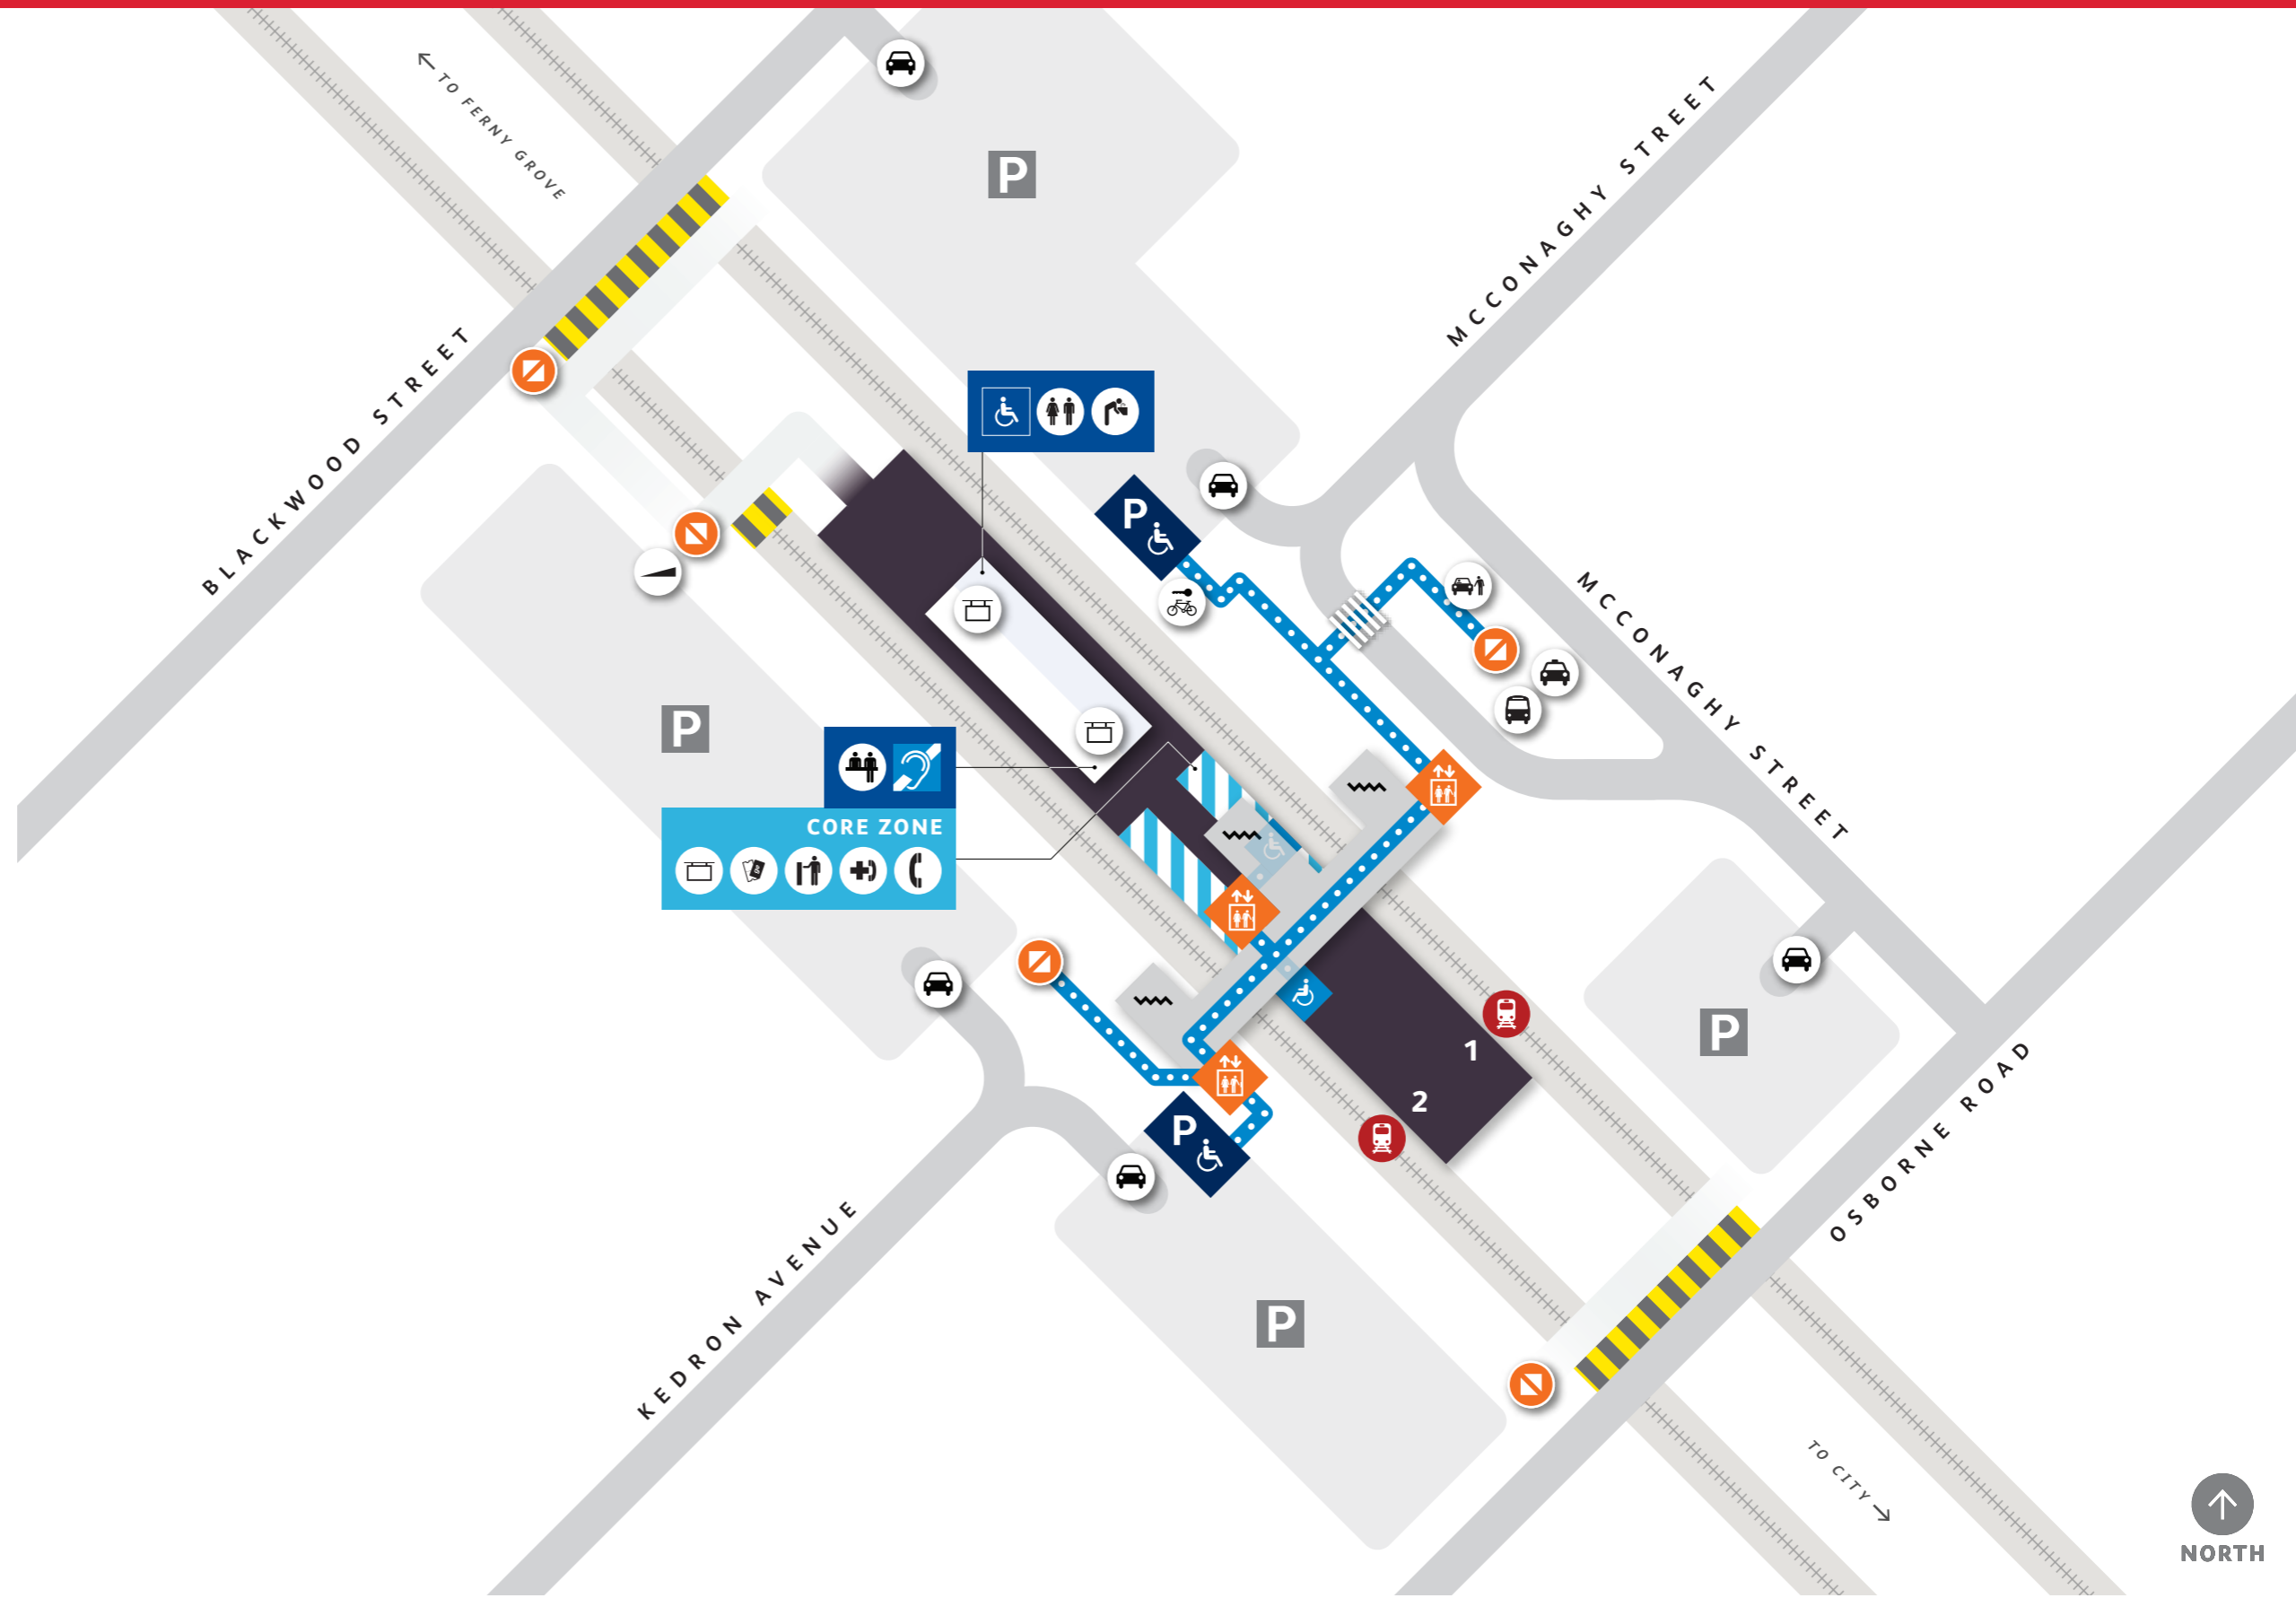 TO FERNY GROVE
P
MCCONAGHY STREET
BLACKWOOD STREET
P
MCCONAGHY STREET
P
CORE ZONE
P
1
2
P
P
OSBORNE ROAD
KEDRON AVENUE
P
TO CITY
NORTH